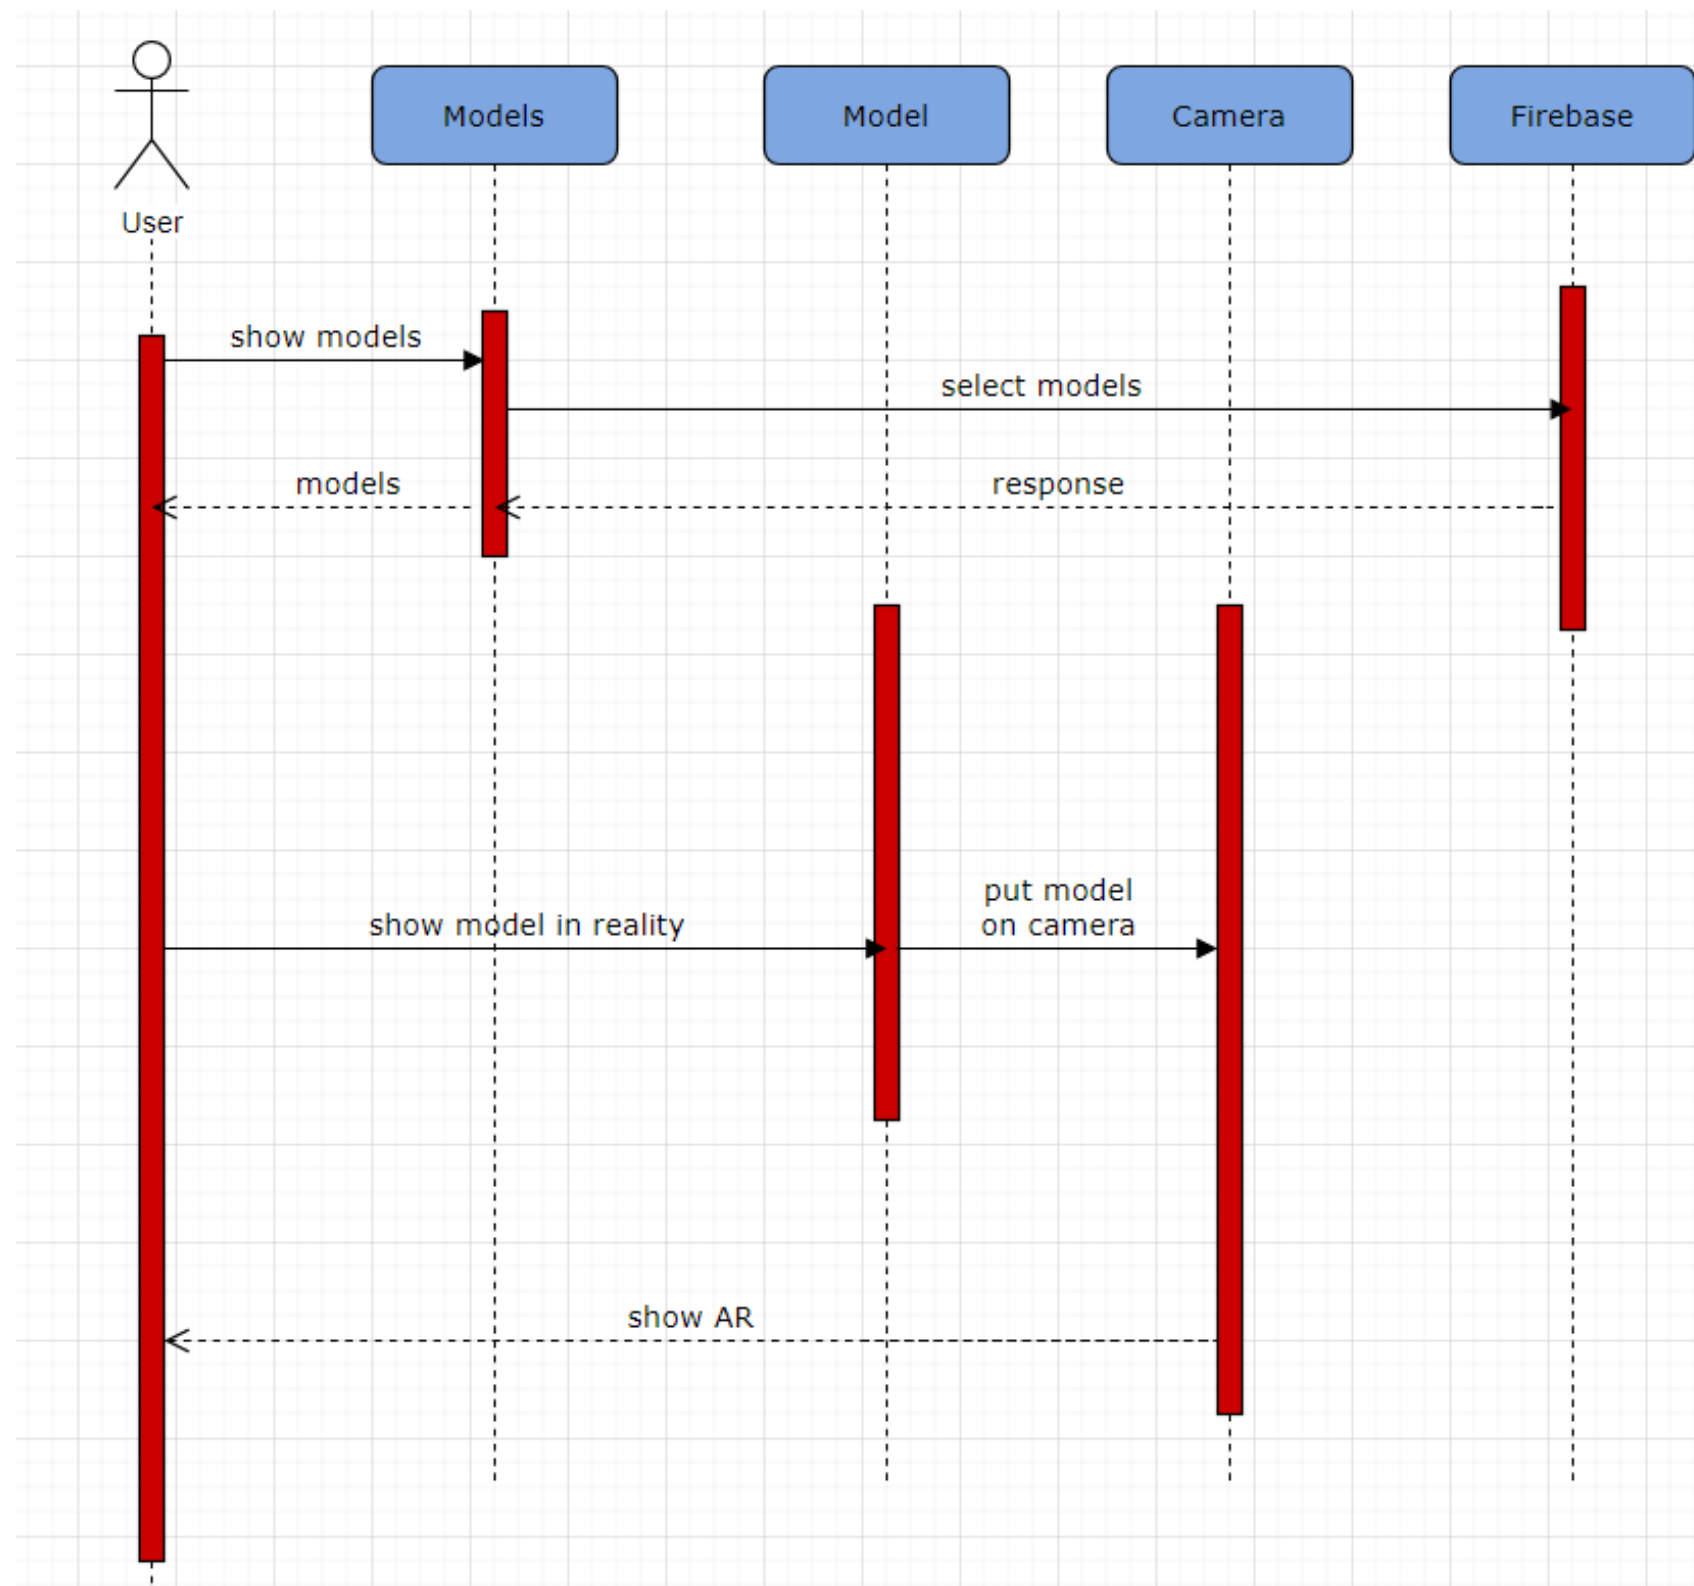 Models
Model
Camera
Firebase
User
show models
select models
models
response
put model
on camera
show model in reality
show AR